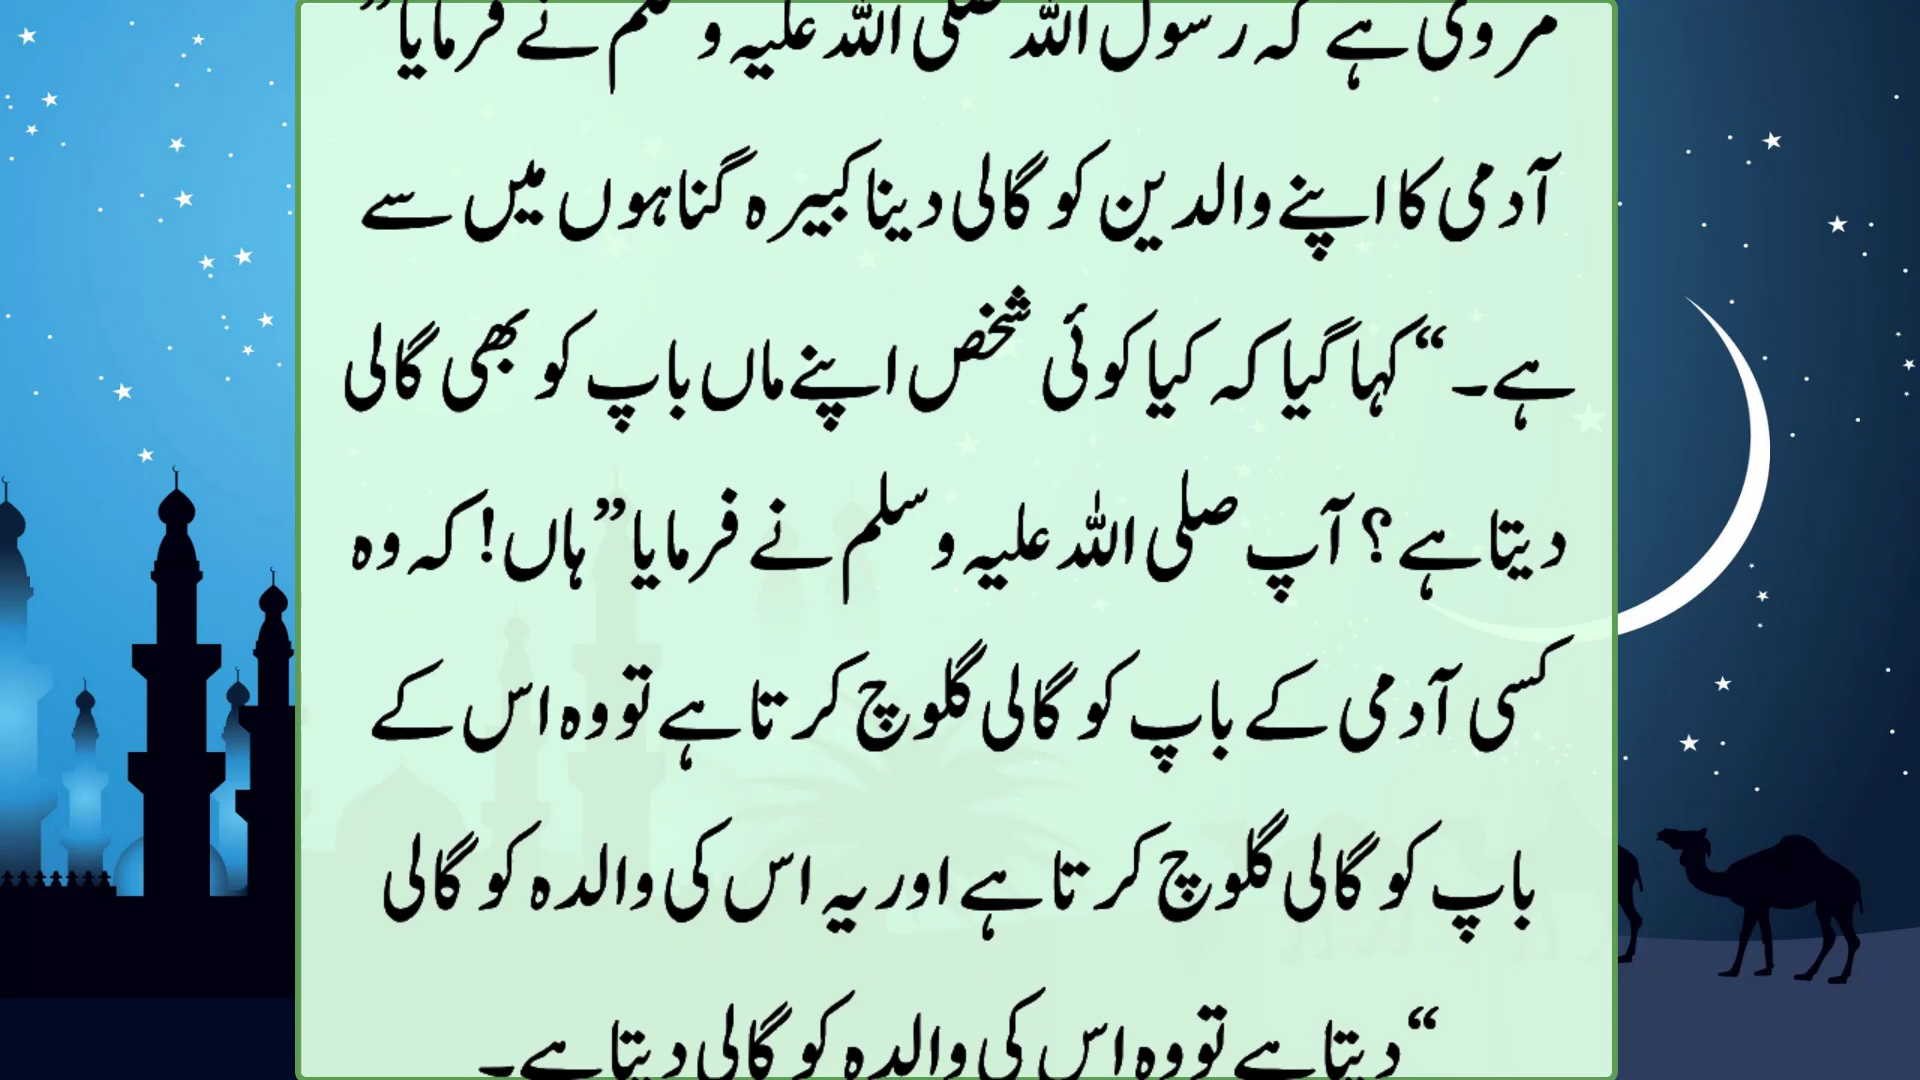 مروی ہے کہ رسول اللہ صلی اللہ علیہ وسلم نے فرمایا”
آدمی کا اپنے والدین کو گالی دینا کبیرہ گناہوں میں سے
ہے۔“ کہا گیا کہ کیا کوئی شخص اپنے ماں باپ کو بھی گالی
دیتا ہے؟ آپ صلی اللہ علیہ وسلم نے فرمایا”ہاں! کہ وہ
کسی آدمی کے باپ کو گالی گلوچ کرتا ہے تو وہ اس کے
باپ کو گالی گلوچ کرتا ہے اور یہ اس کی والدہ کو گالی
“دیتا ہے تو وہ اس کی والدہ کو گالی دیتا ہے۔